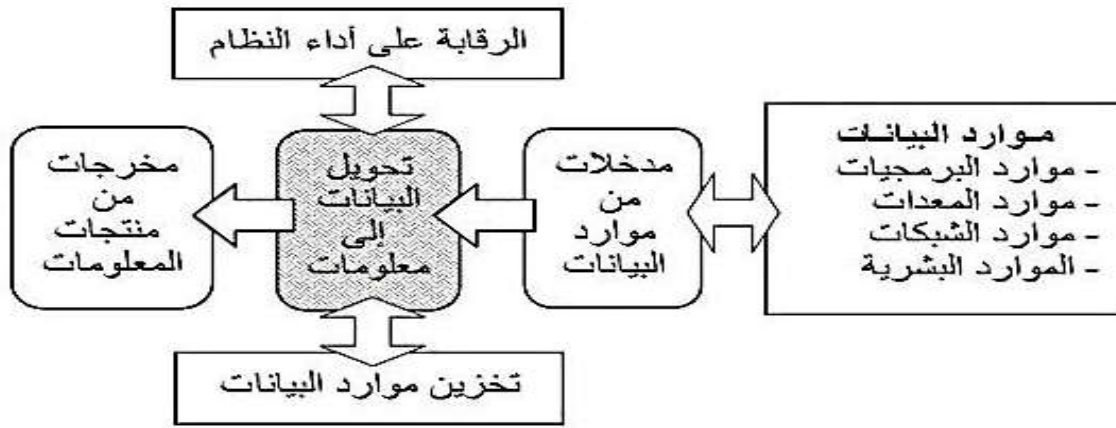 الرقابة على أداء النظام
موارد البيانات
- موارد البرمجيات
- موارد المعدات
- موارد الشبكات
- الموارد البشرية
مدخلات
من
موارد
البيانات
تحويل
البيانات
إلى
معلومات
مخرجات
من
منتجات
المعلومات
تخزين موارد البيانات